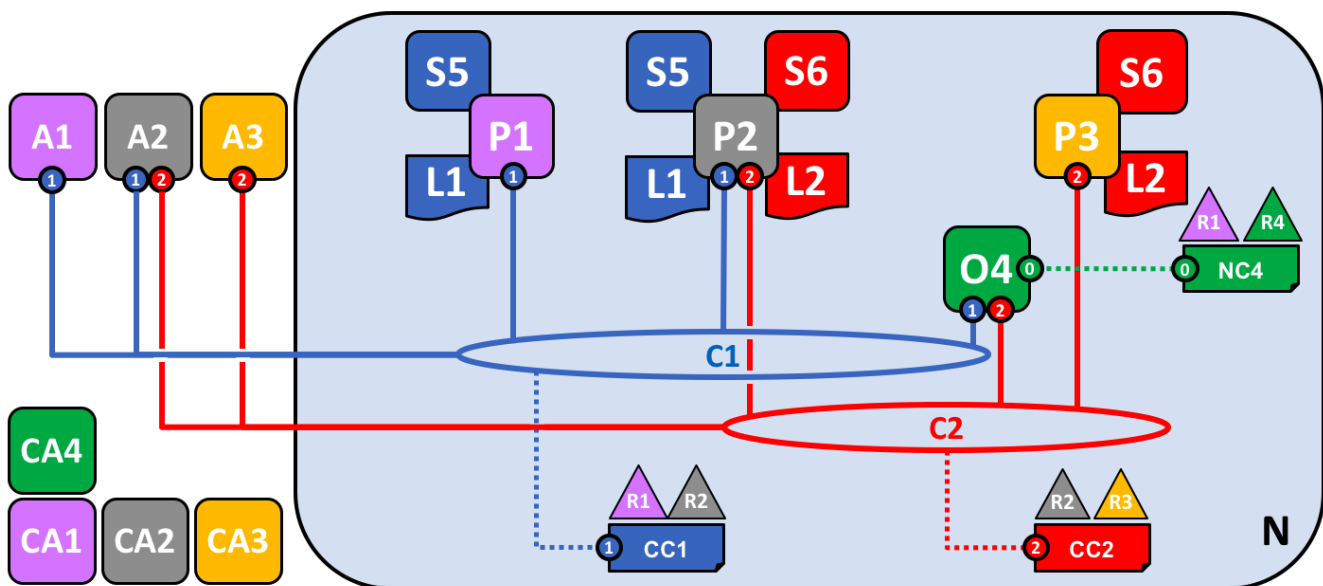 S5 S5 S6 S6
A1 A2 A3 P1 P2 P3
1 1 2 2 L1 1 L1 1 2 L2 2 L2
R1 R4
O4 0 0 NC4
1 2
C1
C2
CA4
R1 R2 R2 R3
CA1 CA2 CA3 1 CC1 2 CC2 N